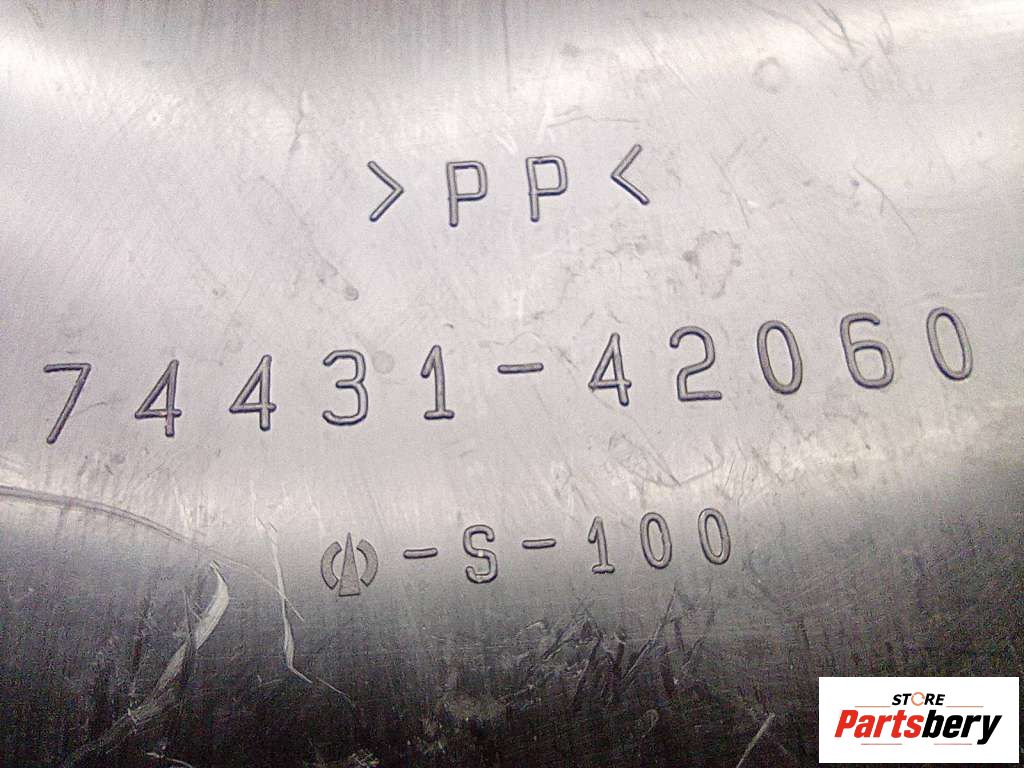 >PP<
74431-42060
-S-100
STORE
Partsbery